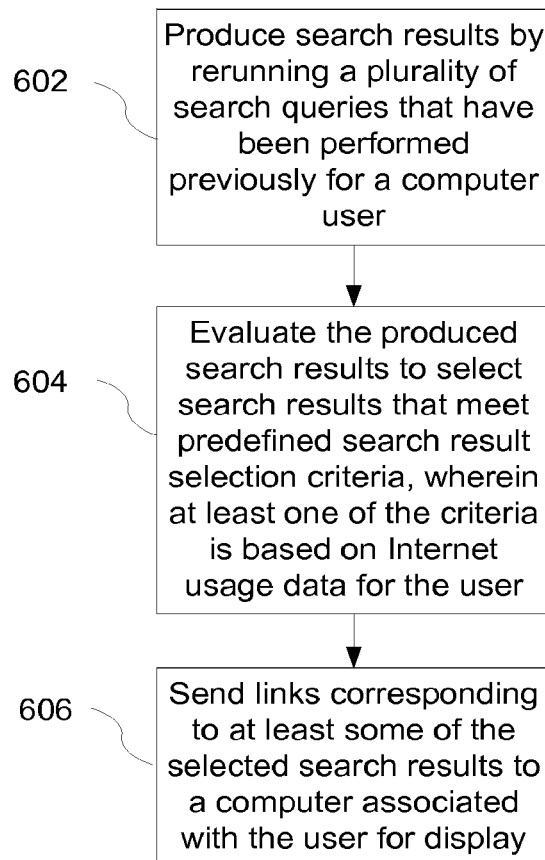 602
Produce search results by
rerunning a plurality of
search queries that have
been performed
previously for a computer
user
604
Evaluate the produced
search results to select
search results that meet
predefined search result
selection criteria, wherein
at least one of the criteria
is based on Internet
usage data for the user
606
Send links corresponding
to at least some of the
selected search results to
a computer associated
with the user for display